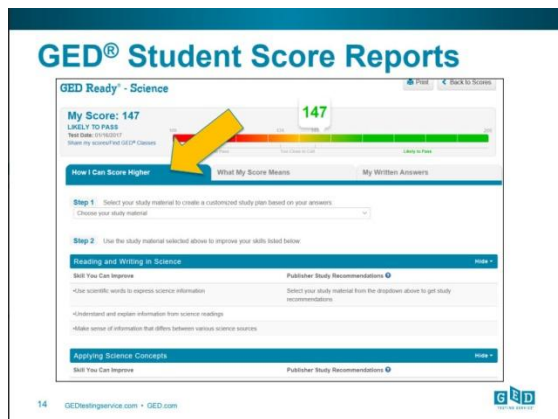 GED® Student Score Reports
GED Ready® - Science
Print
Back to Scores
My Score: 147
LIKELY TO PASS
Test Date: 01/16/2017
Share my scores
Find GED® Classes
147
Too Close to Call
Likely to Pass
How I Can Score Higher
What My Score Means
My Written Answers
Step 1 Select your study material to create a customized study plan based on your answers
Choose your study material
Step 2 Use the study material selected above to improve your skills listed below.
Reading and Writing in Science
Hide
Skill You Can Improve
Publisher Study Recommendations
•Use scientific words to express science information
Select your study material from the dropdown above to get study
recommendations
•Understand and explain information from science readings
•Make sense of information that differs between various science sources
Applying Science Concepts
Hide
Skill You Can Improve
Publisher Study Recommendations
14
GEDtestingservice.com • GED.com
GED
TESTING SERVICE